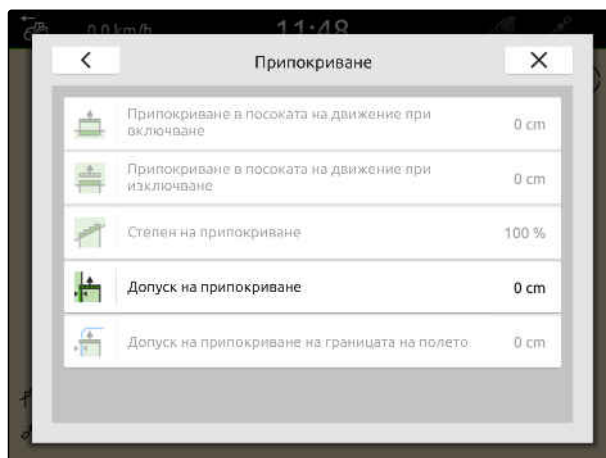 0.0 km/h 11:48
Припокриване
Припокриване в посоката на движение при
включване
0 cm
Припокриване в посоката на движение при
изключване
0 cm
Степен на припокриване
100 %
Допуск на припокриване
0 cm
Допуск на припокриване на границата на полето
0 cm